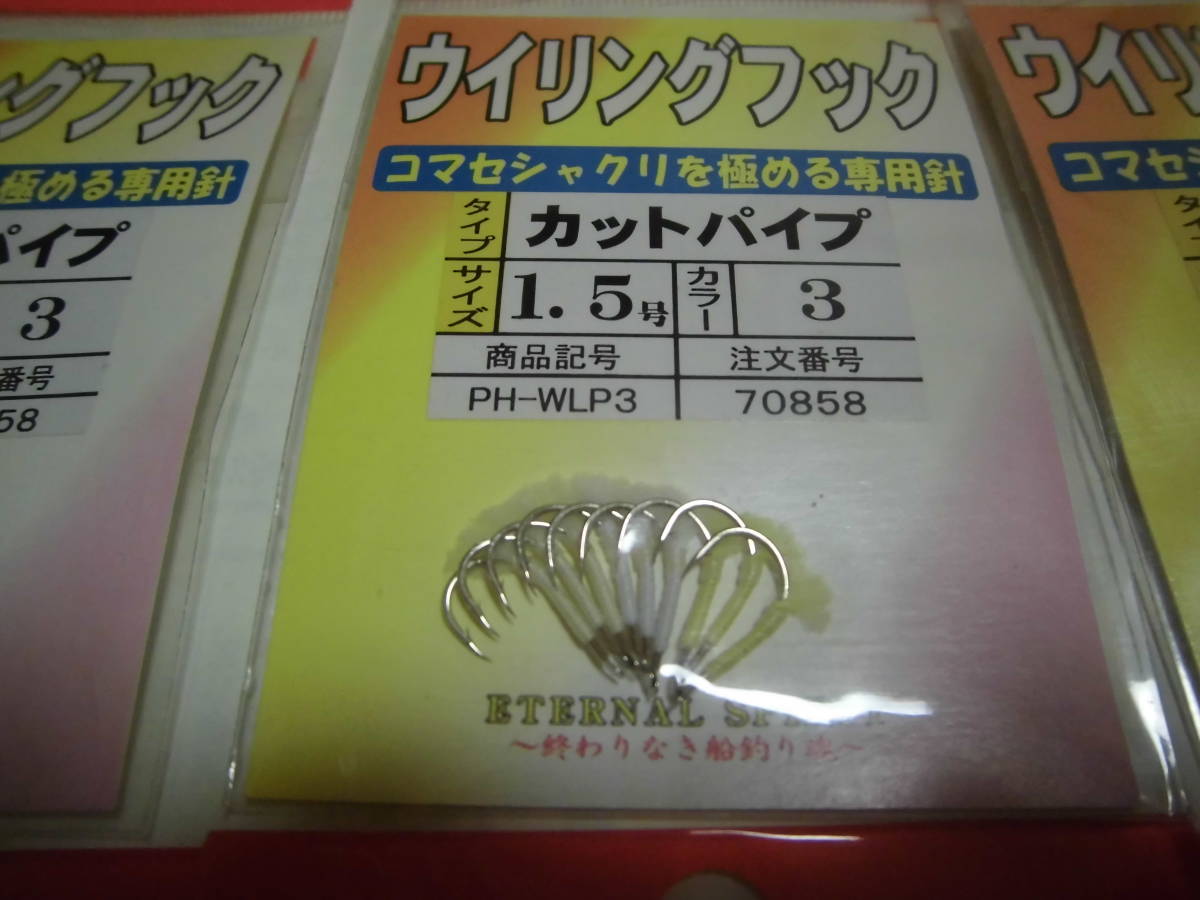 ングフック
極める専用針
パイプ
3
番号
58
ウイリングフック
コマセシャクリを極める専用針
タイプ カットパイプ
サイズ 1.5号 カラー 3
商品記号 注文番号
PH-WLP3 70858
ETERNAL
～終わりなき船釣り魂～
ウイリ
コマセシ